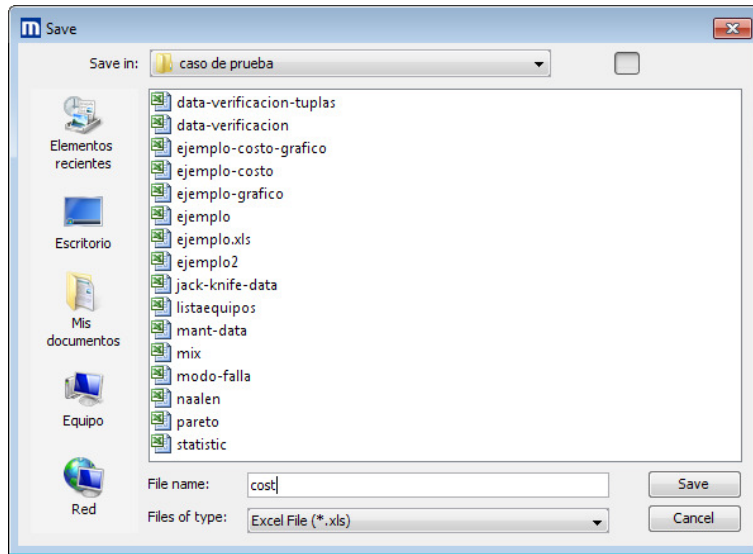 m Save
Save in: caso de prueba
Elementos
recientes
Escritorio
Mis
documentos
Equipo
Red
data-verificacion-tuplas
data-verificacion
ejemplo-costo-grafico
ejemplo-costo
ejemplo-grafico
ejemplo
ejemplo.xls
ejemplo2
jack-knife-data
listaequipos
mant-data
mix
modo-falla
naalen
pareto
statistic
File name: cost Save
Files of type: Excel File (*.xls) Cancel